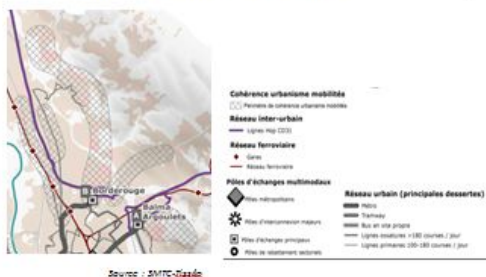 Borderouge
Balma
Argoulets
Source : SMTC-Tisséo
Cohérence urbanisme mobilités
Périmètre de cohérence urbanisme mobilités
Réseau inter-urbain
Lignes Hop (CD31)
Réseau ferroviaire
Gares
Réseau ferroviaire
Pôles d'échanges multimodaux
Pôles métropolitains
Pôles d'interconnexion majeurs
Pôles d'échanges principaux
Pôles de rabattement sectoriels
Réseau urbain (principales dessertes)
Métro
Tramway
Bus en site propre
Lignes ossatures >180 courses / jour
Lignes primaires 100-180 courses / jour